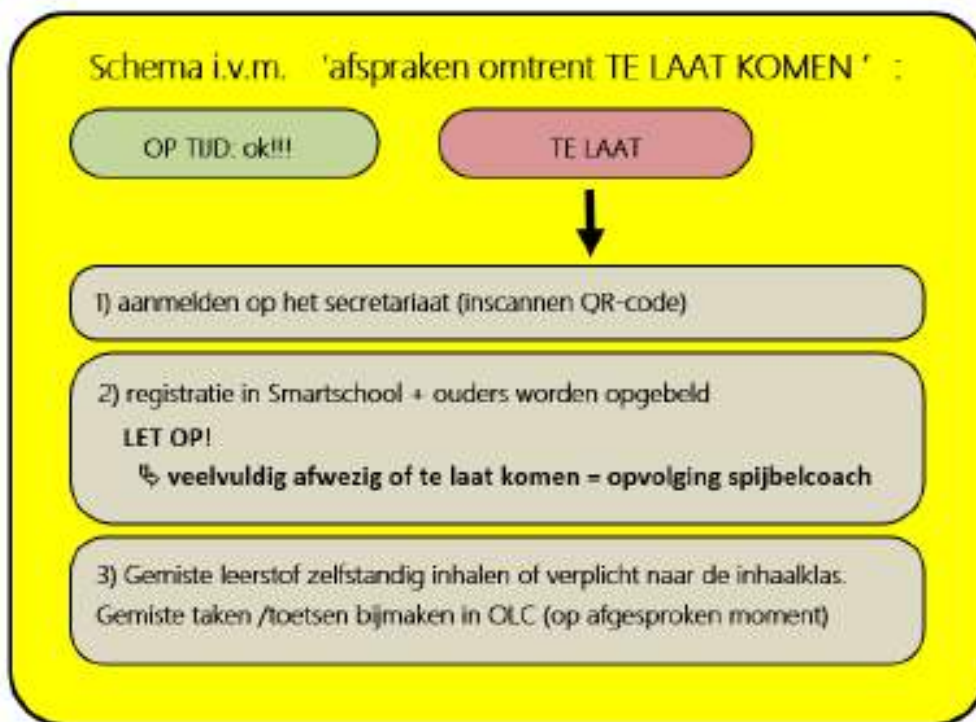 Schema i.v.m. 'afspraken omtrent TE LAAT KOMEN ' :
OP TIJD: ok!!!
TE LAAT
1) aanmelden op het secretariaat (inscannen QR-code)
2) registratie in Smartschool + ouders worden opgebeld
LET OP!
↳ veelvuldig afwezig of te laat komen = opvolging spijbelcoach
3) Gemiste leerstof zelfstandig inhalen of verplicht naar de inhaalklas.
Gemiste taken /toetsen bijmaken in OLC (op afgesproken moment)